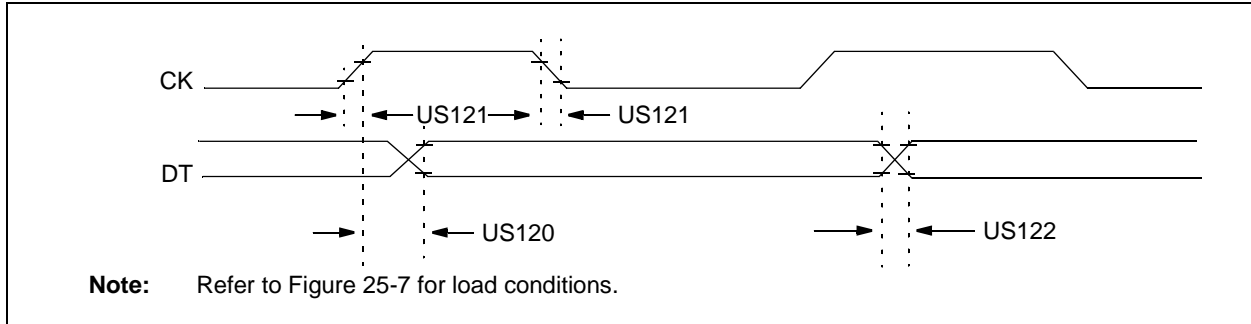 CK
US121 US121
DT
US120 US122
Note: Refer to Figure 25-7 for load conditions.